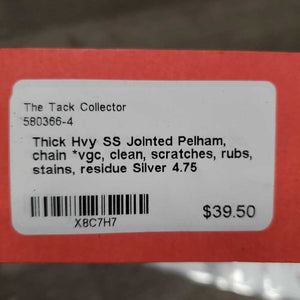 The Tack Collector
580366-4
Thick Hvy SS Jointed Pelham,
chain *vgc, clean, scratches, rubs,
stains, residue Silver 4.75
X8C7H7
$39.50